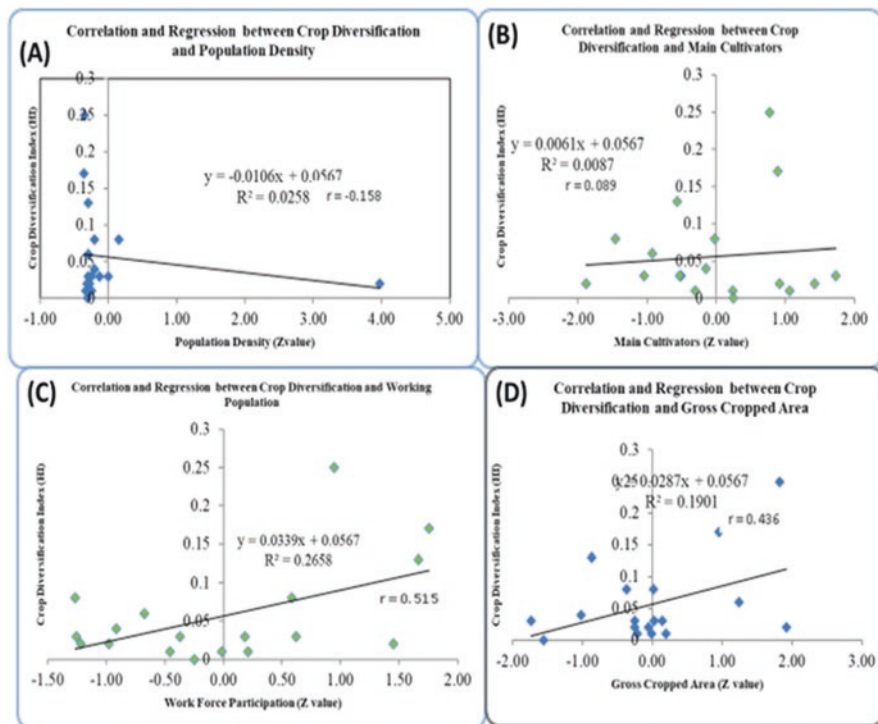 (A)
Correlation and Regression between Crop Diversification
and Population Density
Crop Diversification Index (HI)
0.3
0.25
0.2
0.15
0.1
0.05
0
y = -0.0106x + 0.0567
R² = 0.0258 r = -0.158
-1.00 0.00 1.00 2.00 3.00 4.00 5.00
Population Density (Zvalue)
(B)
Correlation and Regression between Crop
Diversification and Main Cultivators
Crop Diversification Index (HI)
0.3
0.25
0.2
0.15
0.1
0.05
0
y = 0.0061x + 0.0567
R² = 0.0087
r = 0.089
-3.00 -2.00 -1.00 0.00 1.00 2.00
Main Cultivators (Z value)
(C)
Correlation and Regression between Crop Diversification and Working
Population
Crop Diversification Index (HI)
0.3
0.25
0.2
0.15
0.1
0.05
0
y = 0.0339x + 0.0567
R² = 0.2658
r = 0.515
-1.50 -1.00 -0.50 0.00 0.50 1.00 1.50 2.00
Work Force Participation (Z value)
(D)
Correlation and Regression between Crop
Diversification and Gross Cropped Area
Crop Diversification Index (HI)
0.3
0.25
0.2
0.15
0.1
0.05
0
0.0287x + 0.0567
R² = 0.1901
r = 0.436
-2.00 -1.00 0.00 1.00 2.00 3.00
Gross Cropped Area (Z value)